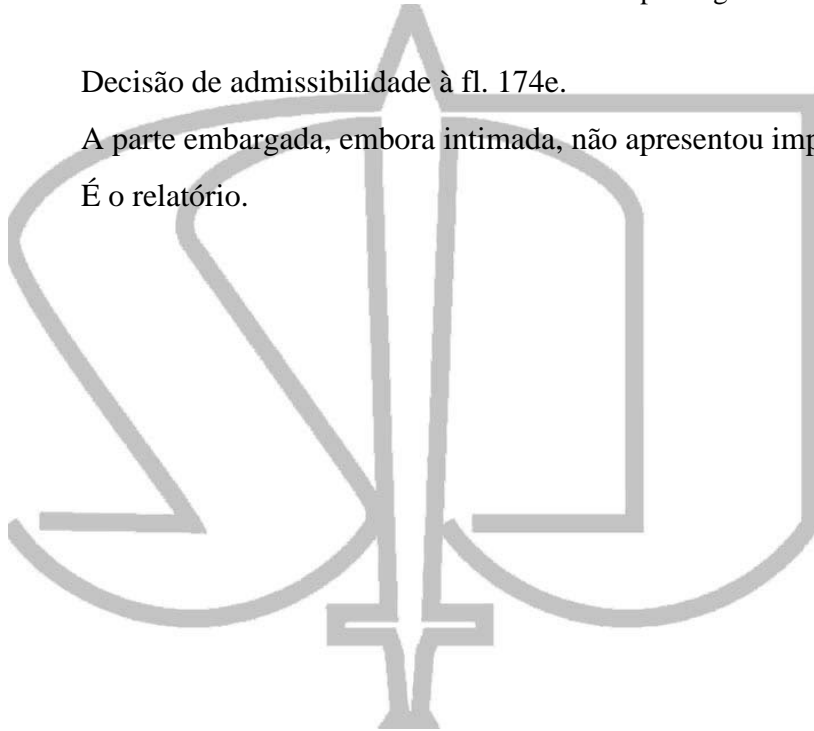 Decisão de admissibilidade à fl. 174e.
A parte embargada, embora intimada, não apresentou
É o relatório.